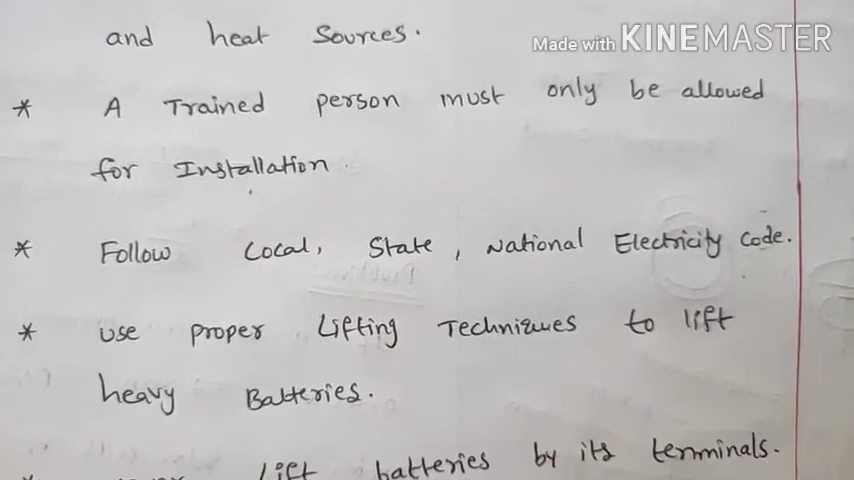 and heat Sources.
Made with KINEMASTER
* A Trained person must only be allowed
for Installation.
* Follow Local, State, National Electricity Code.
* use proper Lifting Techniques to lift
heavy Batteries.
* lift batteries by its terminals.